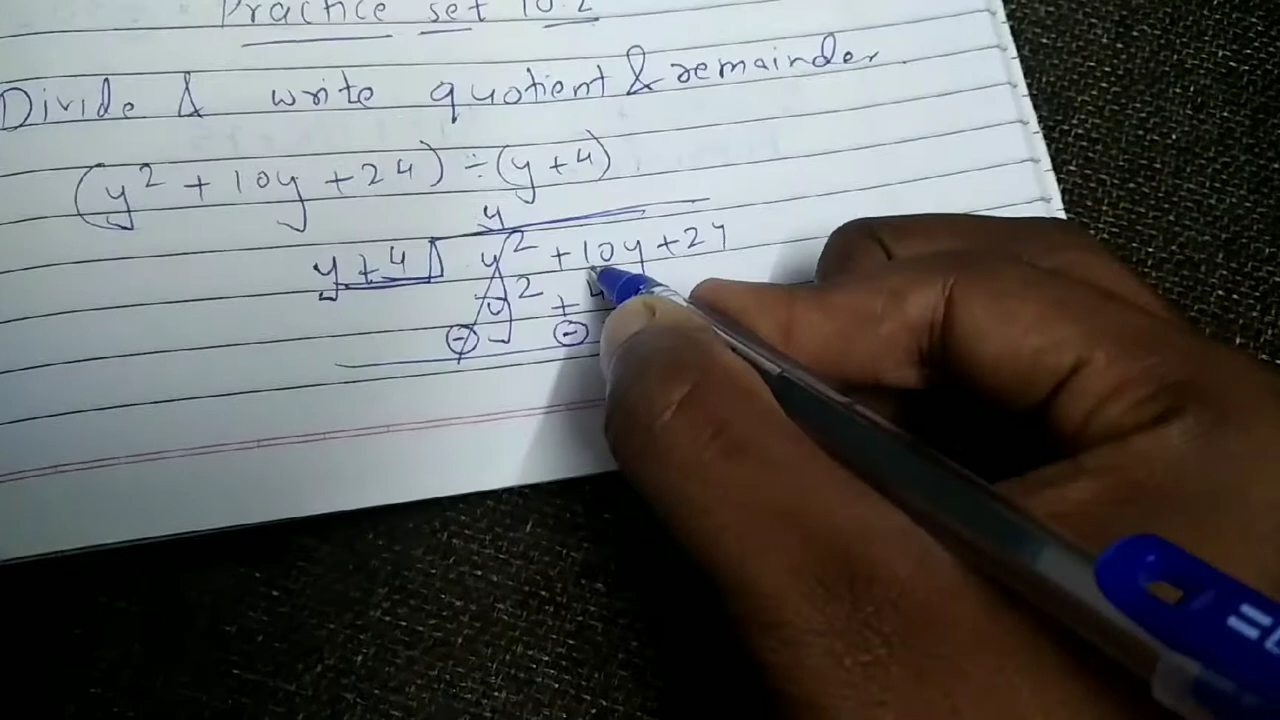 Practice set 10.2
Divide & write quotient & remainder.
(y² + 10y + 24) ÷ (y + 4)
y
y + 4 y² + 10y + 24
y² + 4
- -